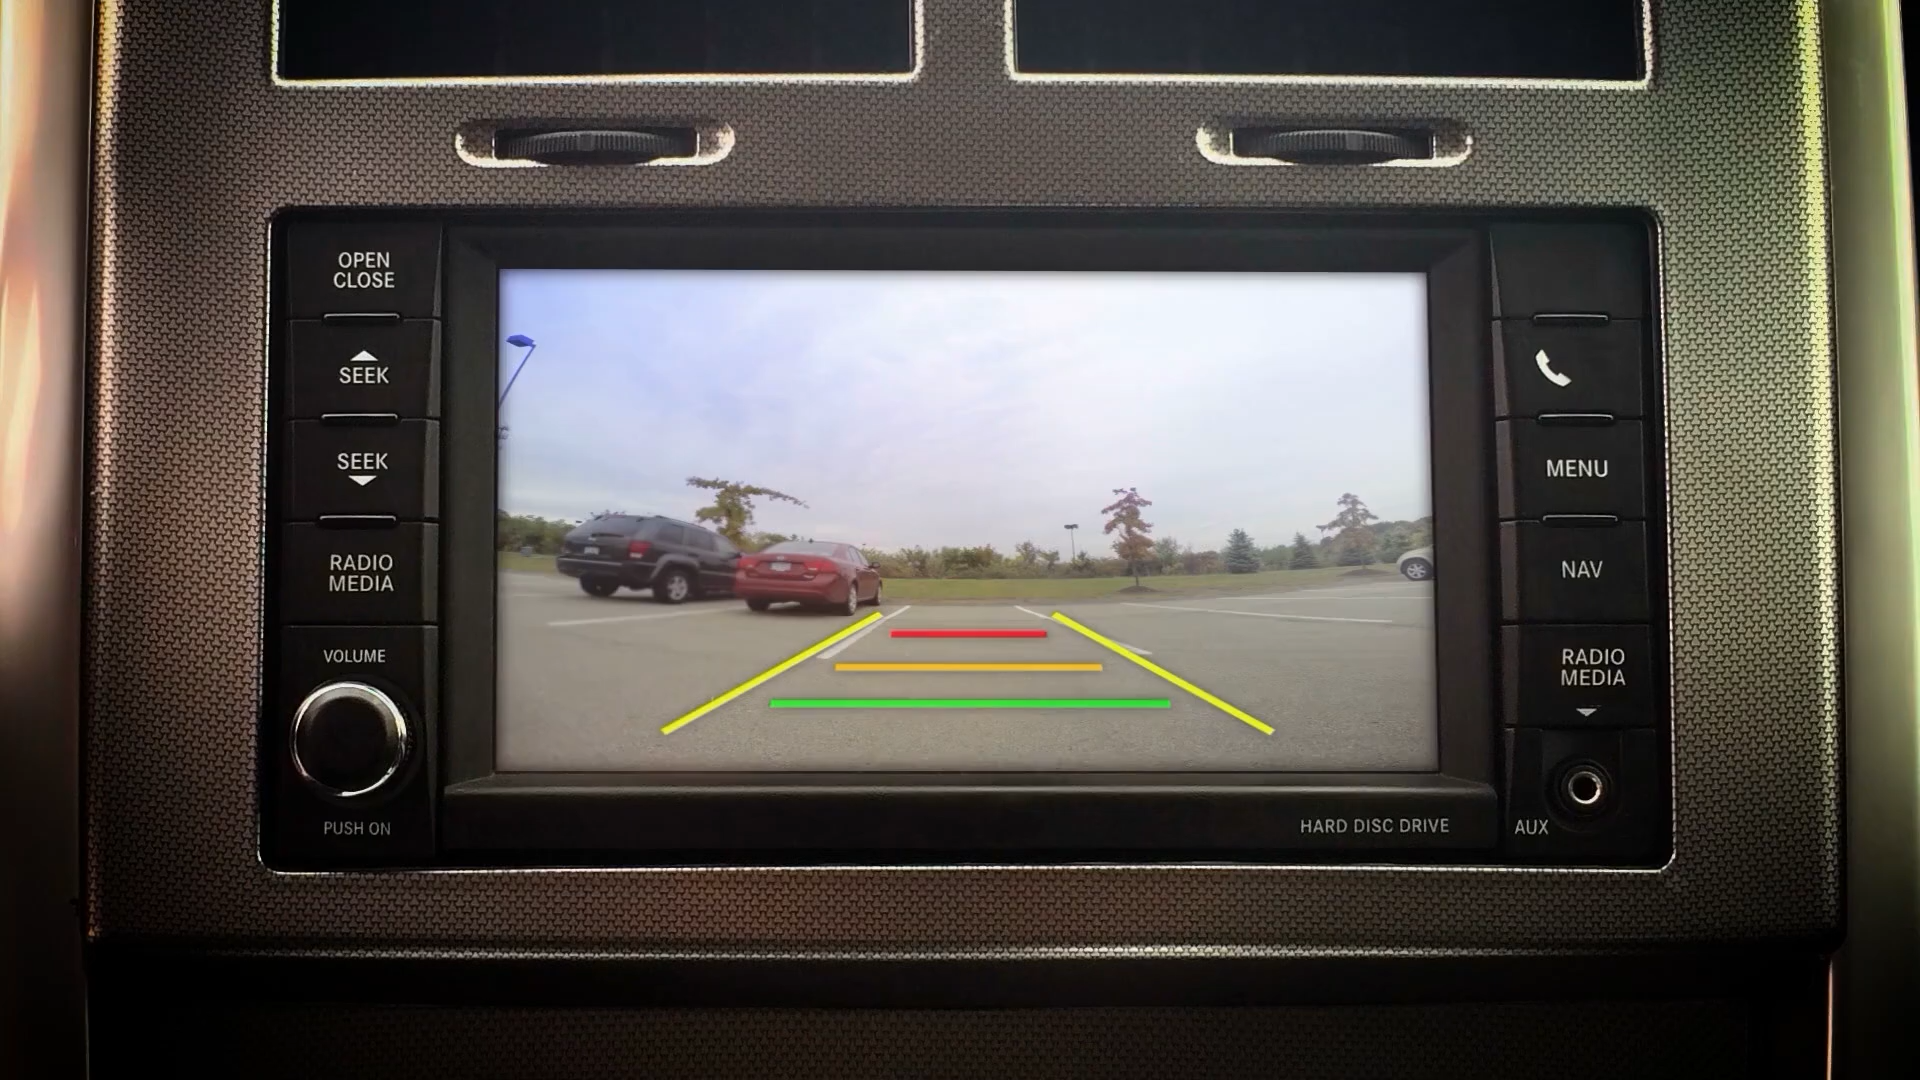 OPEN
CLOSE
SEEK
SEEK
RADIO
MEDIA
VOLUME
PUSH ON
MENU
NAV
RADIO
MEDIA
AUX
HARD DISC DRIVE